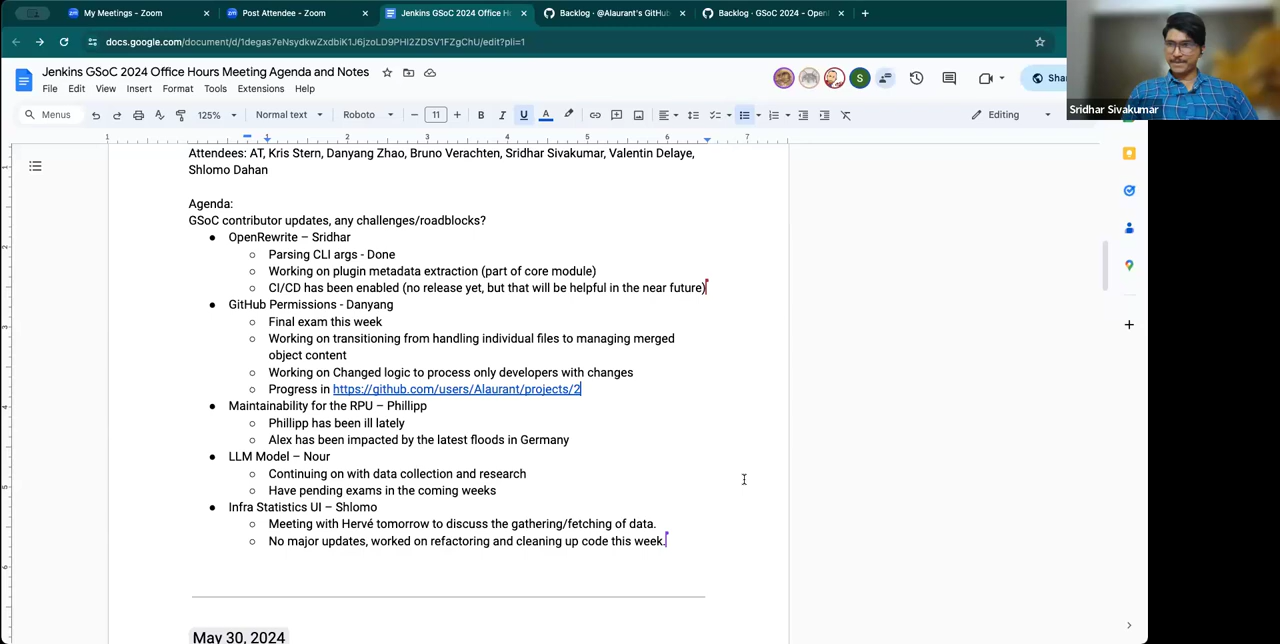 My Meetings - Zoom
Post Attendee - Zoom
Jenkins GSoC 2024 Office H
Backlog · @Alaurant's GitHub
Backlog · GSoC 2024 - Open
docs.google.com/document/d/1degas7eNsydkwZxdbiK1J6jzoLD9PHI2ZDSV1FZgChU/edit?pli=1
Jenkins GSoC 2024 Office Hours Meeting Agenda and Notes
File Edit View Insert Format Tools Extensions Help
S
Sha
Sridhar Sivakumar
Menus 125% Normal text Roboto 11 B I U A Editing
1 1 2 3 4 5 6 7
Attendees: AT, Kris Stern, Danyang Zhao, Bruno Verachten, Sridhar Sivakumar, Valentin Delaye,
Shlomo Dahan
Agenda:
GSoC contributor updates, any challenges/roadblocks?
● OpenRewrite – Sridhar
○ Parsing CLI args - Done
○ Working on plugin metadata extraction (part of core module)
○ CI/CD has been enabled (no release yet, but that will be helpful in the near future)
● GitHub Permissions - Danyang
○ Final exam this week
○ Working on transitioning from handling individual files to managing merged
object content
○ Working on Changed logic to process only developers with changes
○ Progress in https://github.com/users/Alaurant/projects/2
● Maintainability for the RPU – Phillipp
○ Phillipp has been ill lately
○ Alex has been impacted by the latest floods in Germany
● LLM Model – Nour
○ Continuing on with data collection and research
○ Have pending exams in the coming weeks
● Infra Statistics UI – Shlomo
○ Meeting with Hervé tomorrow to discuss the gathering/fetching of data.
○ No major updates, worked on refactoring and cleaning up code this week.
May 30, 2024